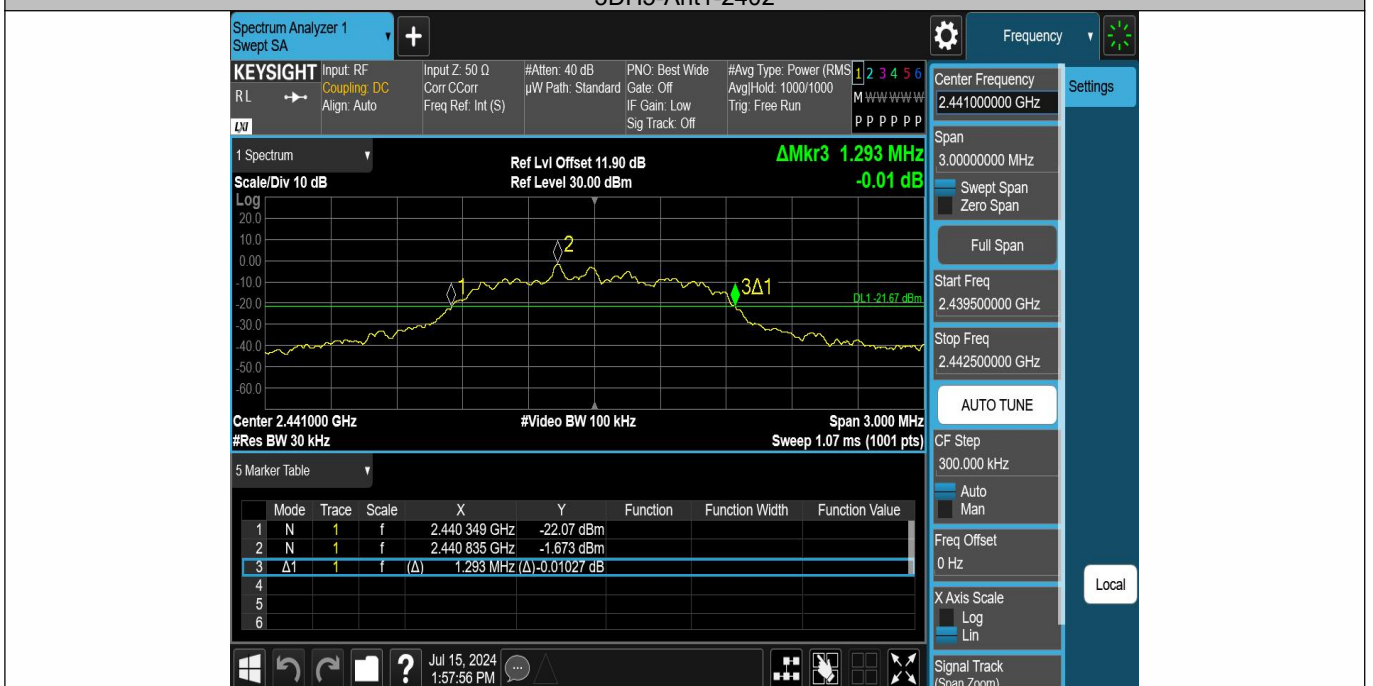 3DH5-Ant1-2402
Spectrum Analyzer 1
Swept SA
Frequency
KEYSIGHT
Input: RF
Input Z: 50 Ω
#Atten: 40 dB
PNO: Best Wide
#Avg Type: Power (RMS
1 2 3 4 5 6
RL
Coupling: DC
Corr CCorr
µW Path: Standard
Gate: Off
Avg|Hold: 1000/1000
M W W W W W
Align: Auto
Freq Ref: Int (S)
IF Gain: Low
Trig: Free Run
Sig Track: Off
P P P P P P
LXI
Center Frequency
2.441000000 GHz
Settings
1 Spectrum
Ref Lvl Offset 11.90 dB
ΔMkr3 1.293 MHz
Scale/Div 10 dB
Ref Level 30.00 dBm
-0.01 dB
Log
20.0
10.0
0.00
-10.0
-20.0
-30.0
-40.0
-50.0
-60.0
1
2
3Δ1
DL1 -21.67 dBm
Center 2.441000 GHz
#Video BW 100 kHz
Span 3.000 MHz
#Res BW 30 kHz
Sweep 1.07 ms (1001 pts)
Span
3.00000000 MHz
Swept Span
Zero Span
Full Span
Start Freq
2.439500000 GHz
Stop Freq
2.442500000 GHz
AUTO TUNE
CF Step
300.000 kHz
Auto
Man
Freq Offset
0 Hz
X Axis Scale
Log
Lin
Signal Track
(Span Zoom)
Local
5 Marker Table
Mode Trace Scale X Y Function Function Width Function Value
1 N 1 f 2.440 349 GHz -22.07 dBm
2 N 1 f 2.440 835 GHz -1.673 dBm
3 Δ1 1 f (Δ) 1.293 MHz (Δ) -0.01027 dB
4
5
6
Jul 15, 2024
1:57:56 PM